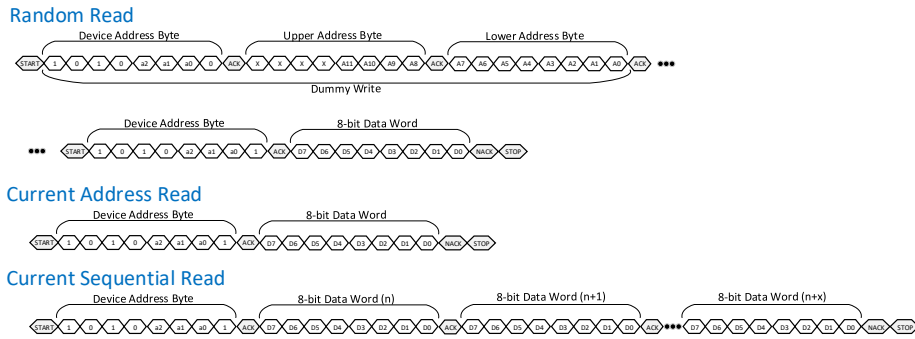 Random Read
Device Address Byte Upper Address Byte Lower Address Byte
START 1 0 1 0 a2 a1 a0 0 ACK X X X X A11 A10 A9 A8 ACK A7 A6 A5 A4 A3 A2 A1 A0 ACK •••
Dummy Write
Device Address Byte 8-bit Data Word
••• START 1 0 1 0 a2 a1 a0 1 ACK D7 D6 D5 D4 D3 D2 D1 D0 NACK STOP
Current Address Read
Device Address Byte 8-bit Data Word
START 1 0 1 0 a2 a1 a0 1 ACK D7 D6 D5 D4 D3 D2 D1 D0 NACK STOP
Current Sequential Read
Device Address Byte 8-bit Data Word (n) 8-bit Data Word (n+1) 8-bit Data Word (n+x)
START 1 0 1 0 a2 a1 a0 1 ACK D7 D6 D5 D4 D3 D2 D1 D0 ACK D7 D6 D5 D4 D3 D2 D1 D0 ACK ••• D7 D6 D5 D4 D3 D2 D1 D0 NACK STOP